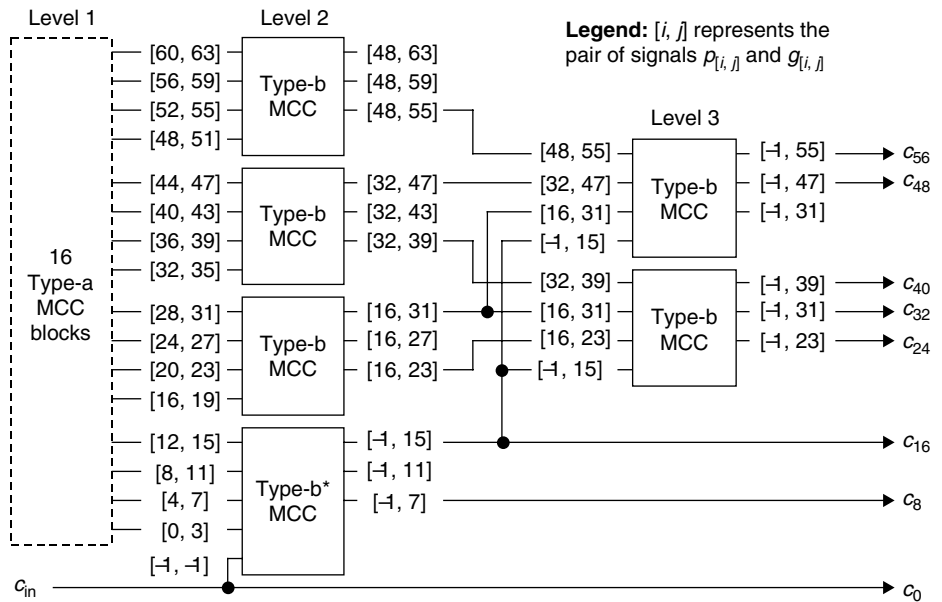 Level 1
Level 2
Legend: [i, j] represents the
pair of signals p[i, j] and g[i, j]
[60, 63]
[56, 59]
[52, 55]
[48, 51]
Type-b
MCC
[48, 63]
[48, 59]
[48, 55]
Level 3
[44, 47]
[40, 43]
[36, 39]
[32, 35]
Type-b
MCC
[32, 47]
[32, 43]
[32, 39]
[48, 55]
[32, 47]
[16, 31]
[–1, 15]
Type-b
MCC
[–1, 55]
[–1, 47]
[–1, 31]
c56
c48
16
Type-a
MCC
blocks
[28, 31]
[24, 27]
[20, 23]
[16, 19]
Type-b
MCC
[16, 31]
[16, 27]
[16, 23]
[32, 39]
[16, 31]
[16, 23]
[–1, 15]
Type-b
MCC
[–1, 39]
[–1, 31]
[–1, 23]
c40
c32
c24
[12, 15]
[8, 11]
[4, 7]
[0, 3]
[–1, –1]
Type-b*
MCC
[–1, 15]
[–1, 11]
[–1, 7]
c16
c8
cin
c0